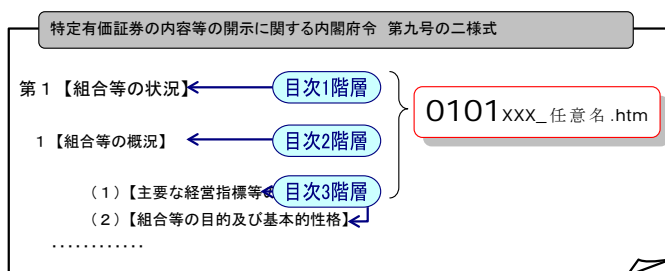 特定有価証券の内容等の開示に関する内閣府令 第九号の二様式
第1【組合等の状況】
目次1階層
0101XXX_任意名.htm
1【組合等の概況】
目次2階層
(1)【主要な経営指標等
目次3階層
(2)【組合等の目的及び基本的性格】
…………